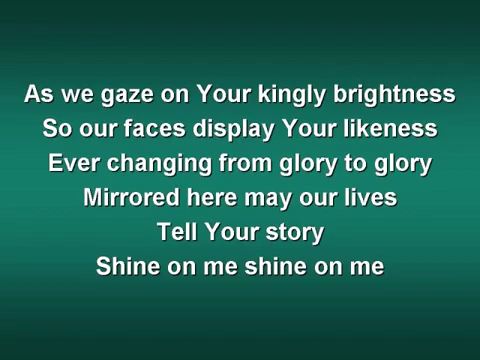 As we gaze on Your kingly brightness
So our faces display Your likeness
Ever changing from glory to glory
Mirrored here may our lives
Tell Your story
Shine on me shine on me